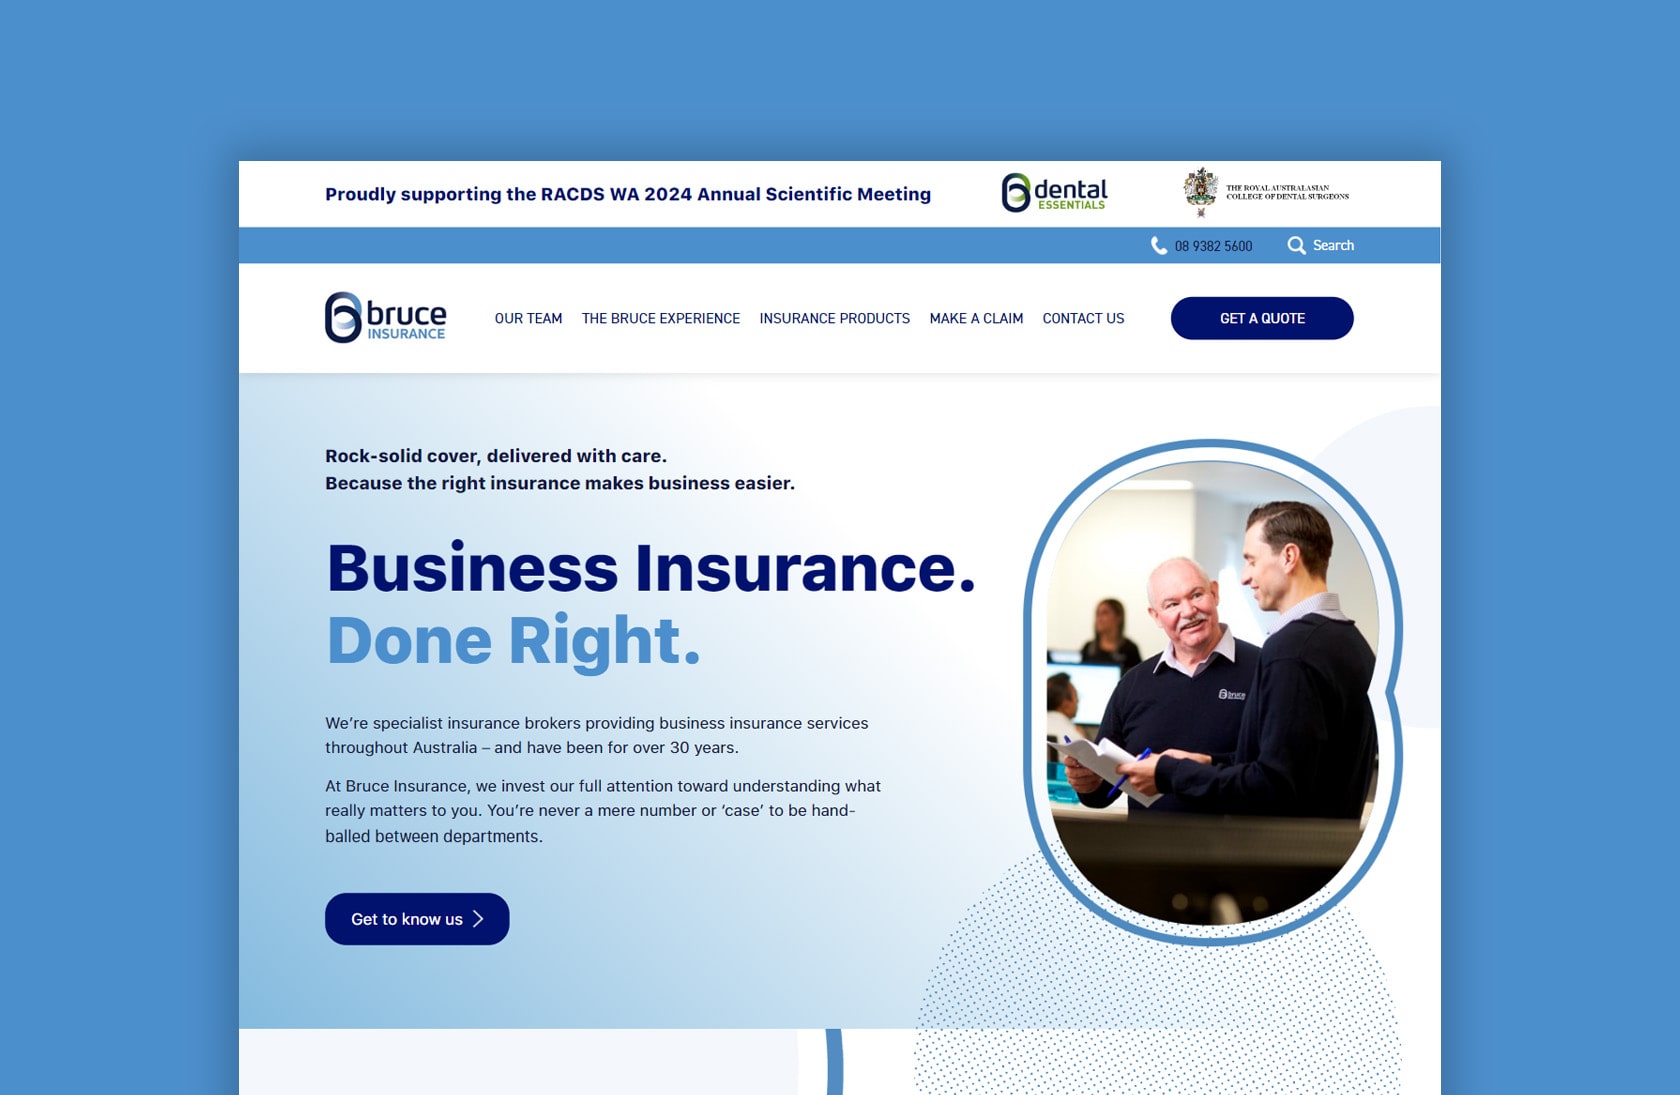 Proudly supporting the RACDS WA 2024 Annual Scientific Meeting
dental
ESSENTIALS
THE ROYAL AUSTRALASIAN
COLLEGE OF DENTAL SURGEONS
08 9382 5600
Search
bruce
INSURANCE
OUR TEAM
THE BRUCE EXPERIENCE
INSURANCE PRODUCTS
MAKE A CLAIM
CONTACT US
GET A QUOTE
Rock-solid cover, delivered with care.
Because the right insurance makes business easier.
Business Insurance.
Done Right.
bruce
We’re specialist insurance brokers providing business insurance services
throughout Australia – and have been for over 30 years.
At Bruce Insurance, we invest our full attention toward understanding what
really matters to you. You’re never a mere number or ‘case’ to be hand-
balled between departments.
Get to know us